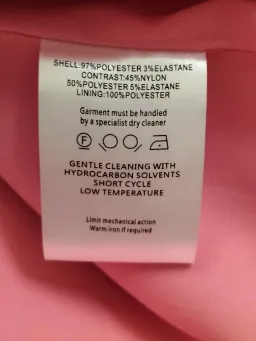 SHELL:97%POLYESTER 3%ELASTANE
CONTRAST:45%NYLON
50%POLYESTER 5%ELASTANE
LINING:100%POLYESTER
Garment must be handled
by a specialist dry cleaner
F
GENTLE CLEANING WITH
HYDROCARBON SOLVENTS
SHORT CYCLE
LOW TEMPERATURE
Limit mechanical action
Warm iron if required